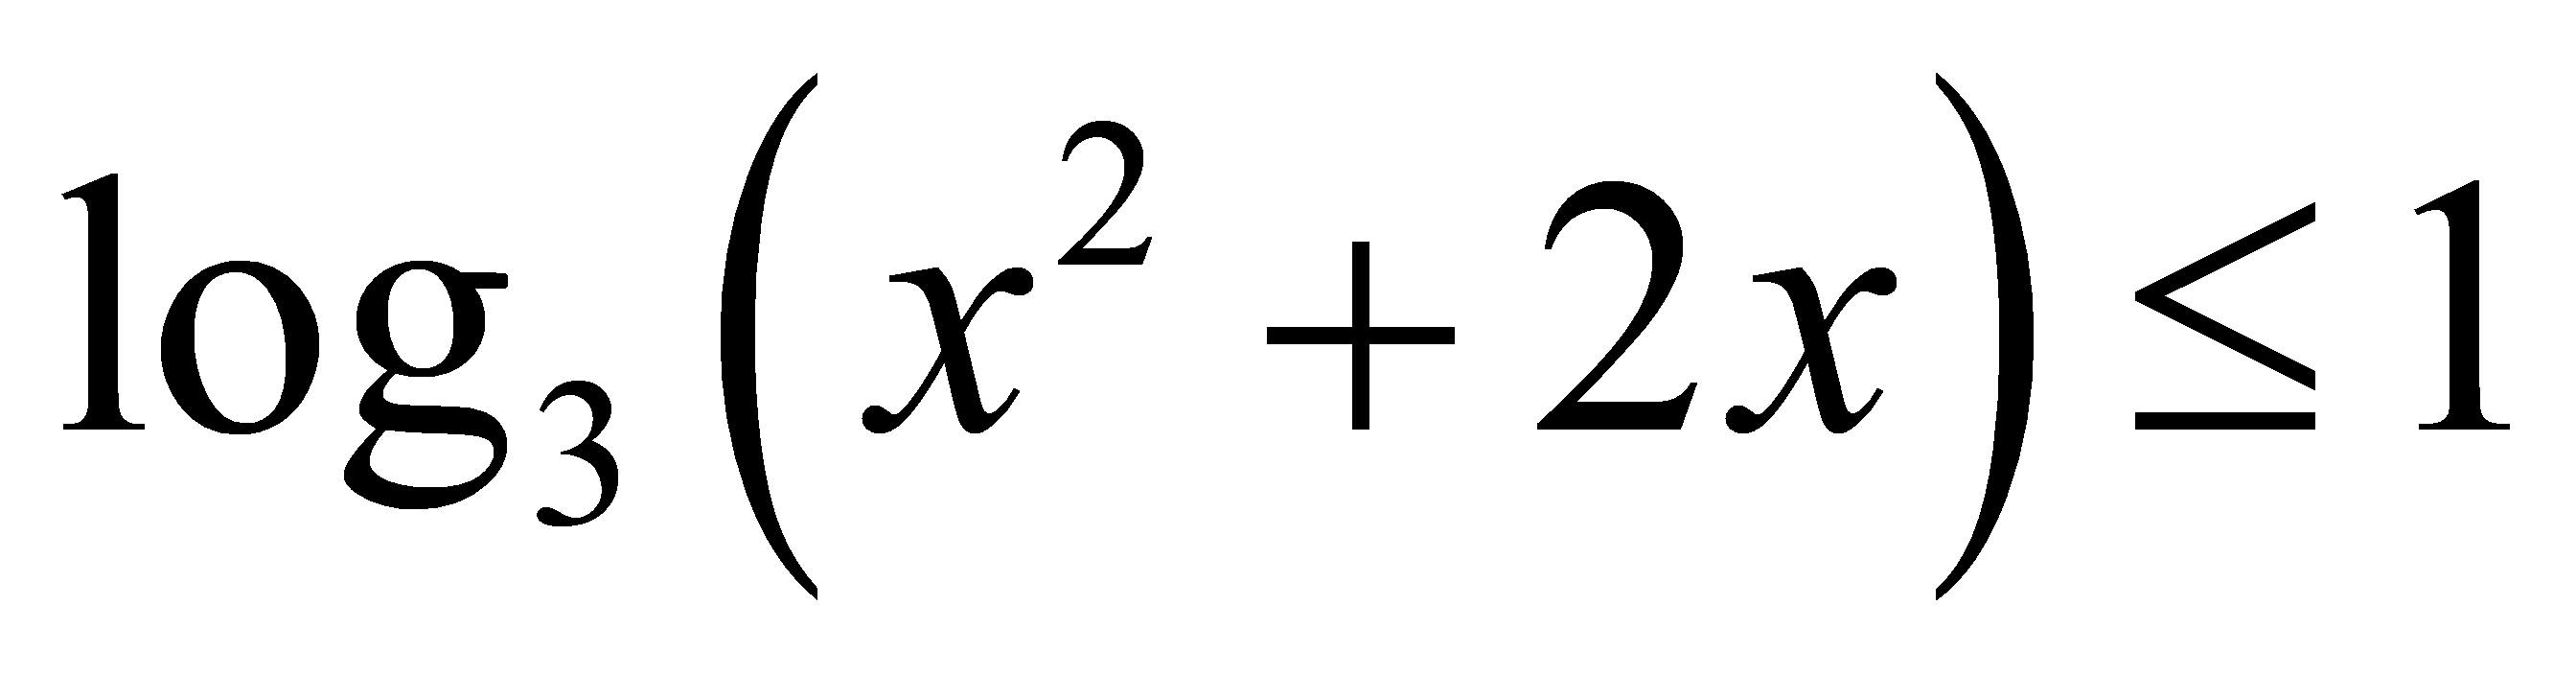 log₃(x² + 2x) ≤ 1